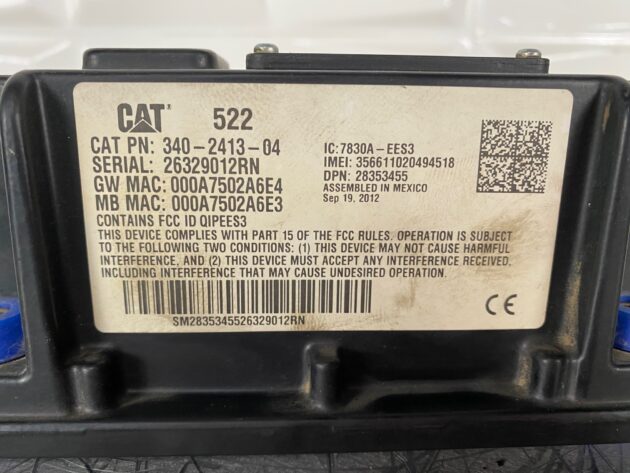 CAT 522
CAT PN: 340-2413-04
SERIAL: 26329012RN
GW MAC: 000A7502A6E4
MB MAC: 000A7502A6E3
CONTAINS FCC ID QIPEES3
IC:7830A-EES3
IMEI: 356611020494518
DPN: 28353455
ASSEMBLED IN MEXICO
Sep 19, 2012
THIS DEVICE COMPLIES WITH PART 15 OF THE FCC RULES. OPERATION IS SUBJECT
TO THE FOLLOWING TWO CONDITIONS: (1) THIS DEVICE MAY NOT CAUSE HARMFUL
INTERFERENCE, AND (2) THIS DEVICE MUST ACCEPT ANY INTERFERENCE RECEIVED,
INCLUDING INTERFERENCE THAT MAY CAUSE UNDESIRED OPERATION.
SM2835345526329012RN
CE